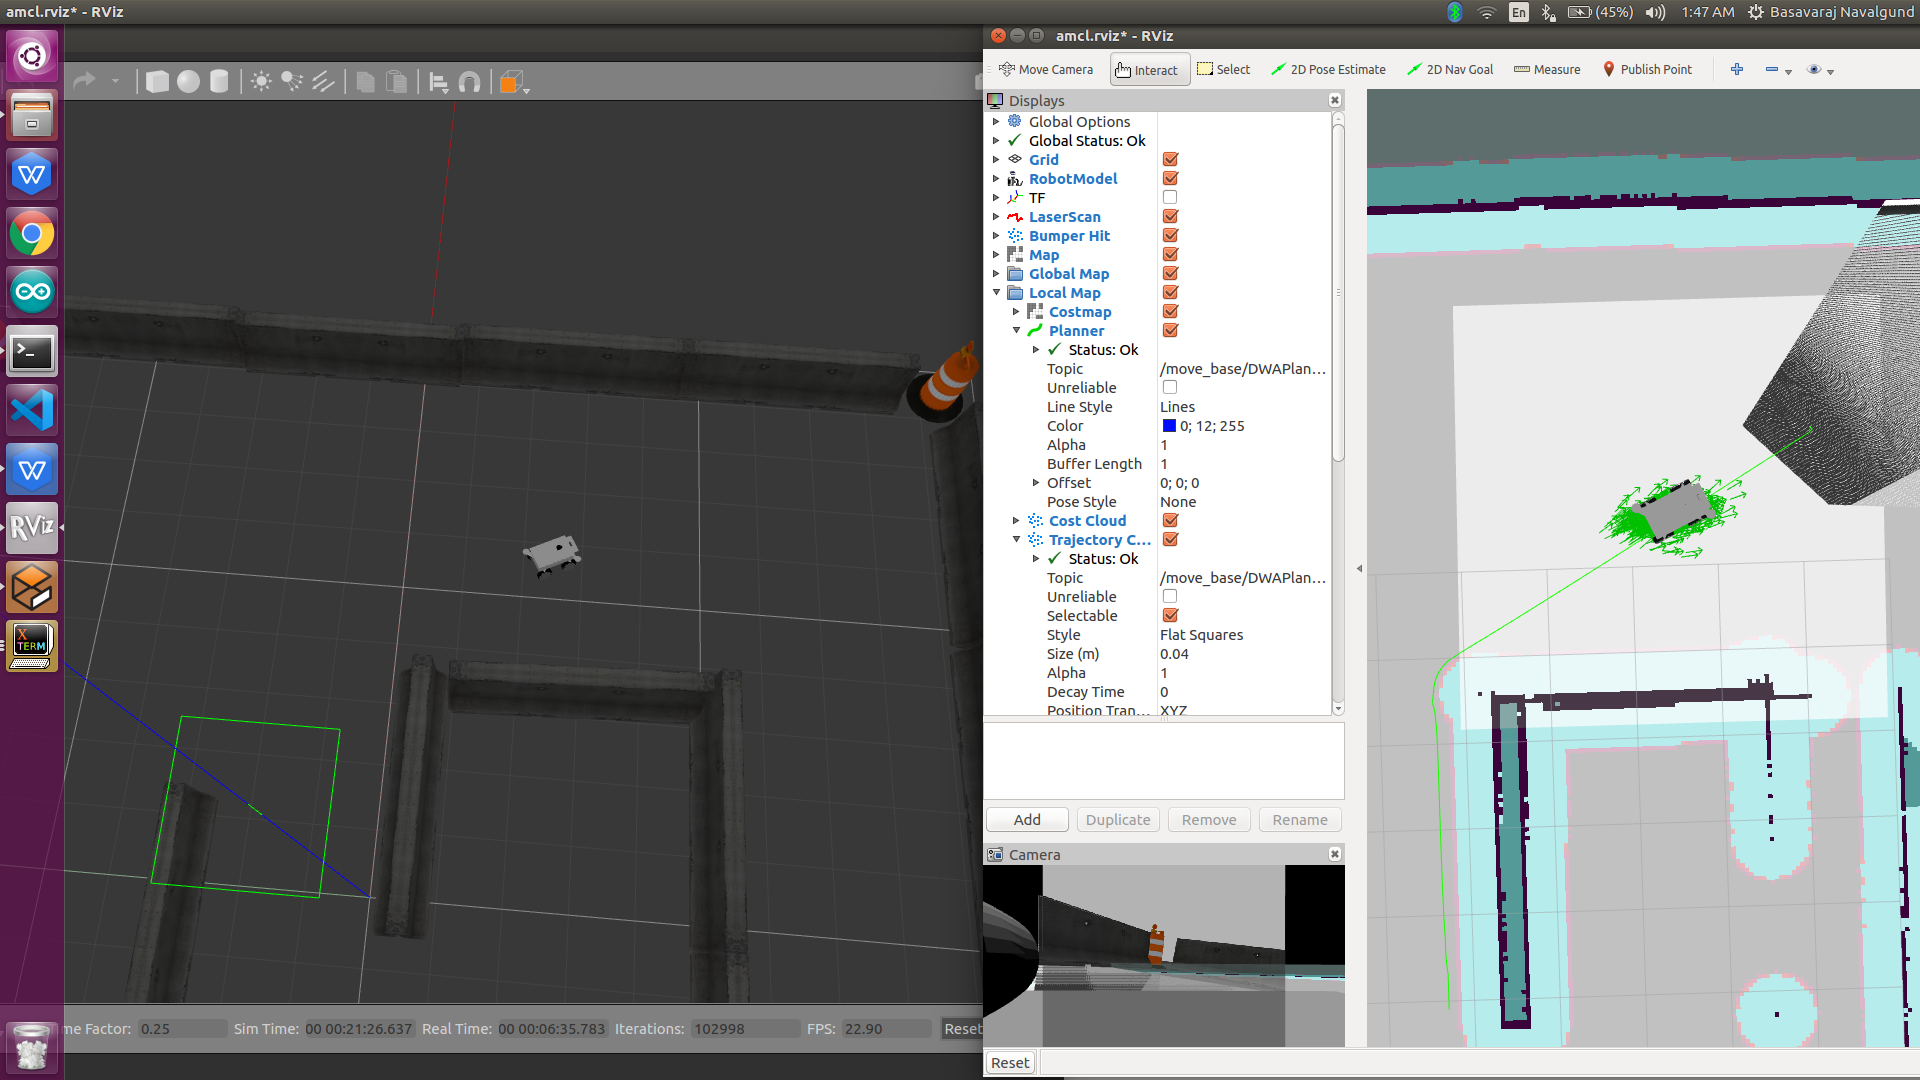 amcl.rviz* - RViz
En
(45%)
1:47 AM
Basavaraj Navalgund
amcl.rviz* - RViz
Move Camera
Interact
Select
2D Pose Estimate
2D Nav Goal
Measure
Publish Point
Displays
Global Options
Global Status: Ok
Grid
RobotModel
TF
LaserScan
Bumper Hit
Map
Global Map
Local Map
Costmap
Planner
Status: Ok
Topic /move_base/DWAPlan...
Unreliable
Line Style Lines
Color 0; 12; 255
Alpha 1
Buffer Length 1
Offset 0; 0; 0
Pose Style None
Cost Cloud
Trajectory C...
Status: Ok
Topic /move_base/DWAPlan...
Unreliable
Selectable
Style Flat Squares
Size (m) 0.04
Alpha 1
Decay Time 0
Position Tran... XYZ
Add
Duplicate
Remove
Rename
Camera
Reset
RViz
X
TERM
me Factor: 0.25 Sim Time: 00 00:21:26.637 Real Time: 00 00:06:35.783 Iterations: 102998 FPS: 22.90 Reset